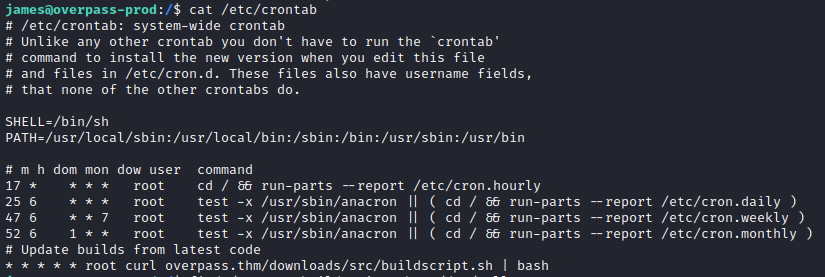 james@overpass-prod:/$ cat /etc/crontab
# /etc/crontab: system-wide crontab
# Unlike any other crontab you don't have to run the `crontab'
# command to install the new version when you edit this file
# and files in /etc/cron.d. These files also have username fields,
# that none of the other crontabs do.

SHELL=/bin/sh
PATH=/usr/local/sbin:/usr/local/bin:/sbin:/bin:/usr/sbin:/usr/bin

# m h dom mon dow user  command
17 *    * * *   root    cd / && run-parts --report /etc/cron.hourly
25 6    * * *   root    test -x /usr/sbin/anacron || ( cd / && run-parts --report /etc/cron.daily )
47 6    * * 7   root    test -x /usr/sbin/anacron || ( cd / && run-parts --report /etc/cron.weekly )
52 6    1 * *   root    test -x /usr/sbin/anacron || ( cd / && run-parts --report /etc/cron.monthly )
# Update builds from latest code
* * * * * root curl overpass.thm/downloads/src/buildscript.sh | bash